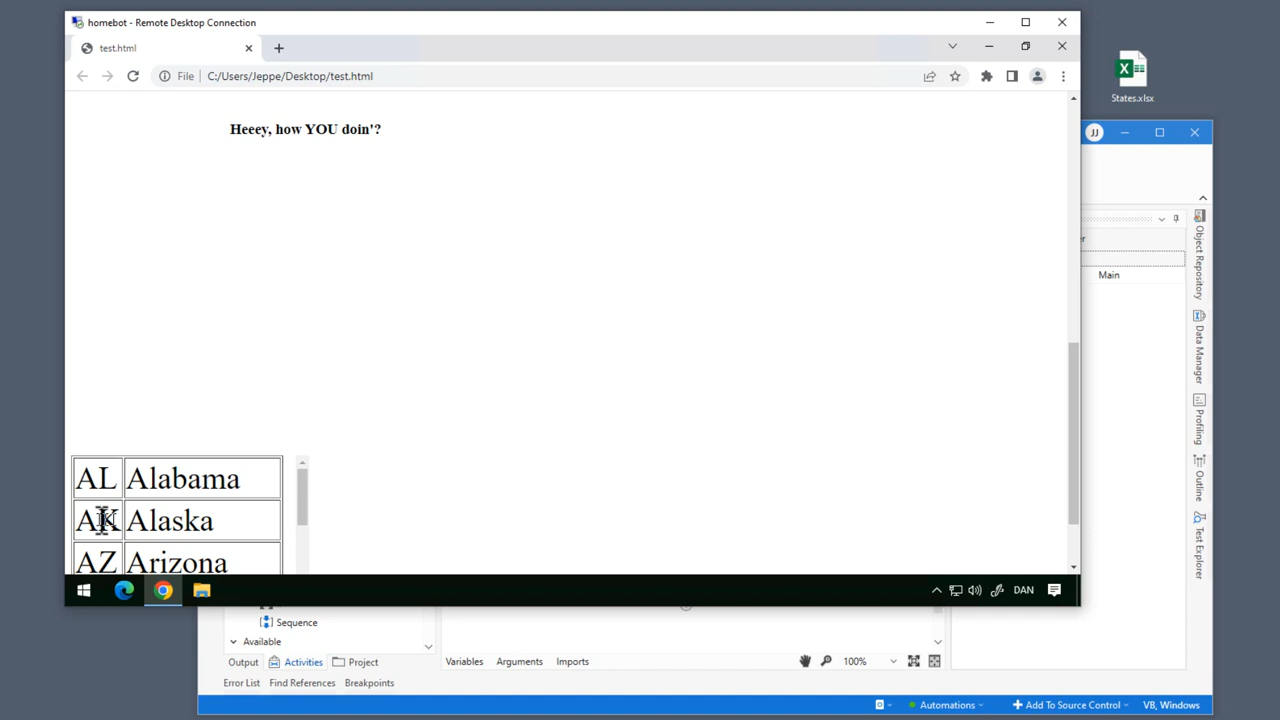 homebot - Remote Desktop Connection
test.html
File C:/Users/Jeppe/Desktop/test.html
States.xlsx
JJ
Heeey, how YOU doin'?
er
Main
Object Repository
Data Manager
Profiling
Outline
Test Explorer
AL Alabama
AK Alaska
AZ Arizona
DAN
Sequence
Available
Output Activities Project
Variables Arguments Imports
100%
Error List Find References Breakpoints
Automations Add To Source Control VB, Windows